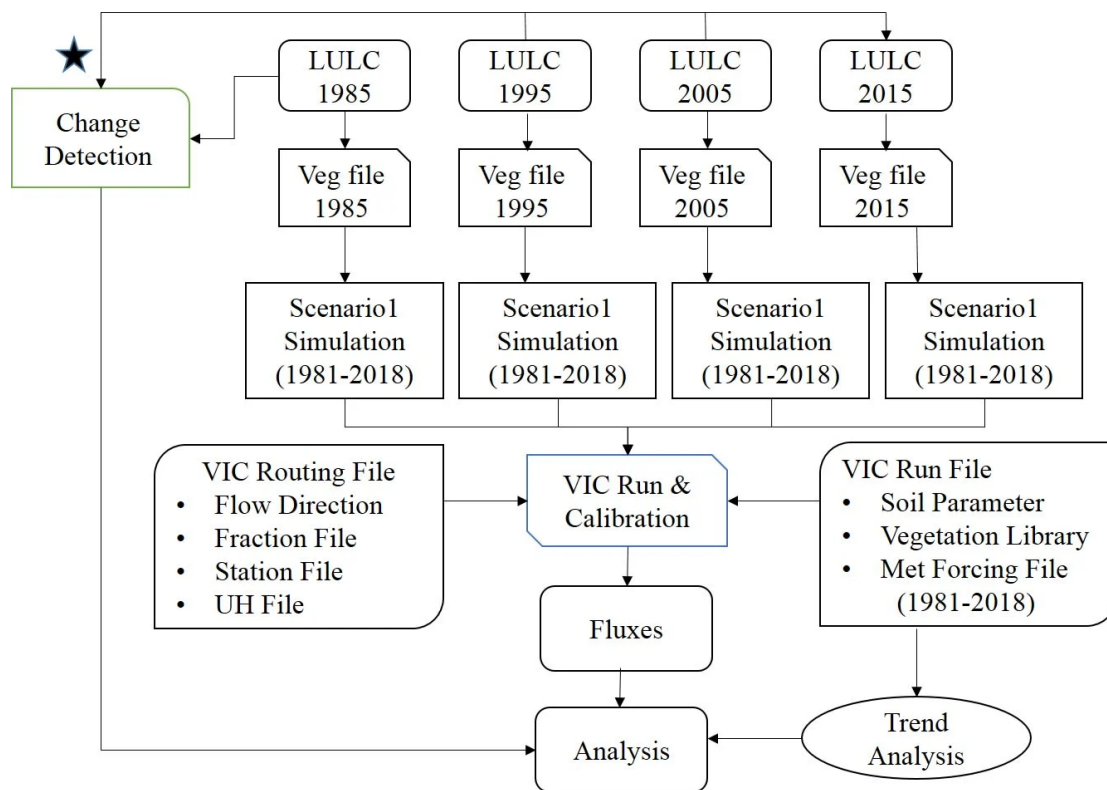 LULC
1985
LULC
1995
LULC
2005
LULC
2015
Change
Detection
Veg file
1985
Veg file
1995
Veg file
2005
Veg file
2015
Scenario1
Simulation
(1981-2018)
Scenario1
Simulation
(1981-2018)
Scenario1
Simulation
(1981-2018)
Scenario1
Simulation
(1981-2018)
VIC Routing File
• Flow Direction
• Fraction File
• Station File
• UH File
VIC Run &
Calibration
VIC Run File
• Soil Parameter
• Vegetation Library
• Met Forcing File
(1981-2018)
Fluxes
Analysis
Trend
Analysis